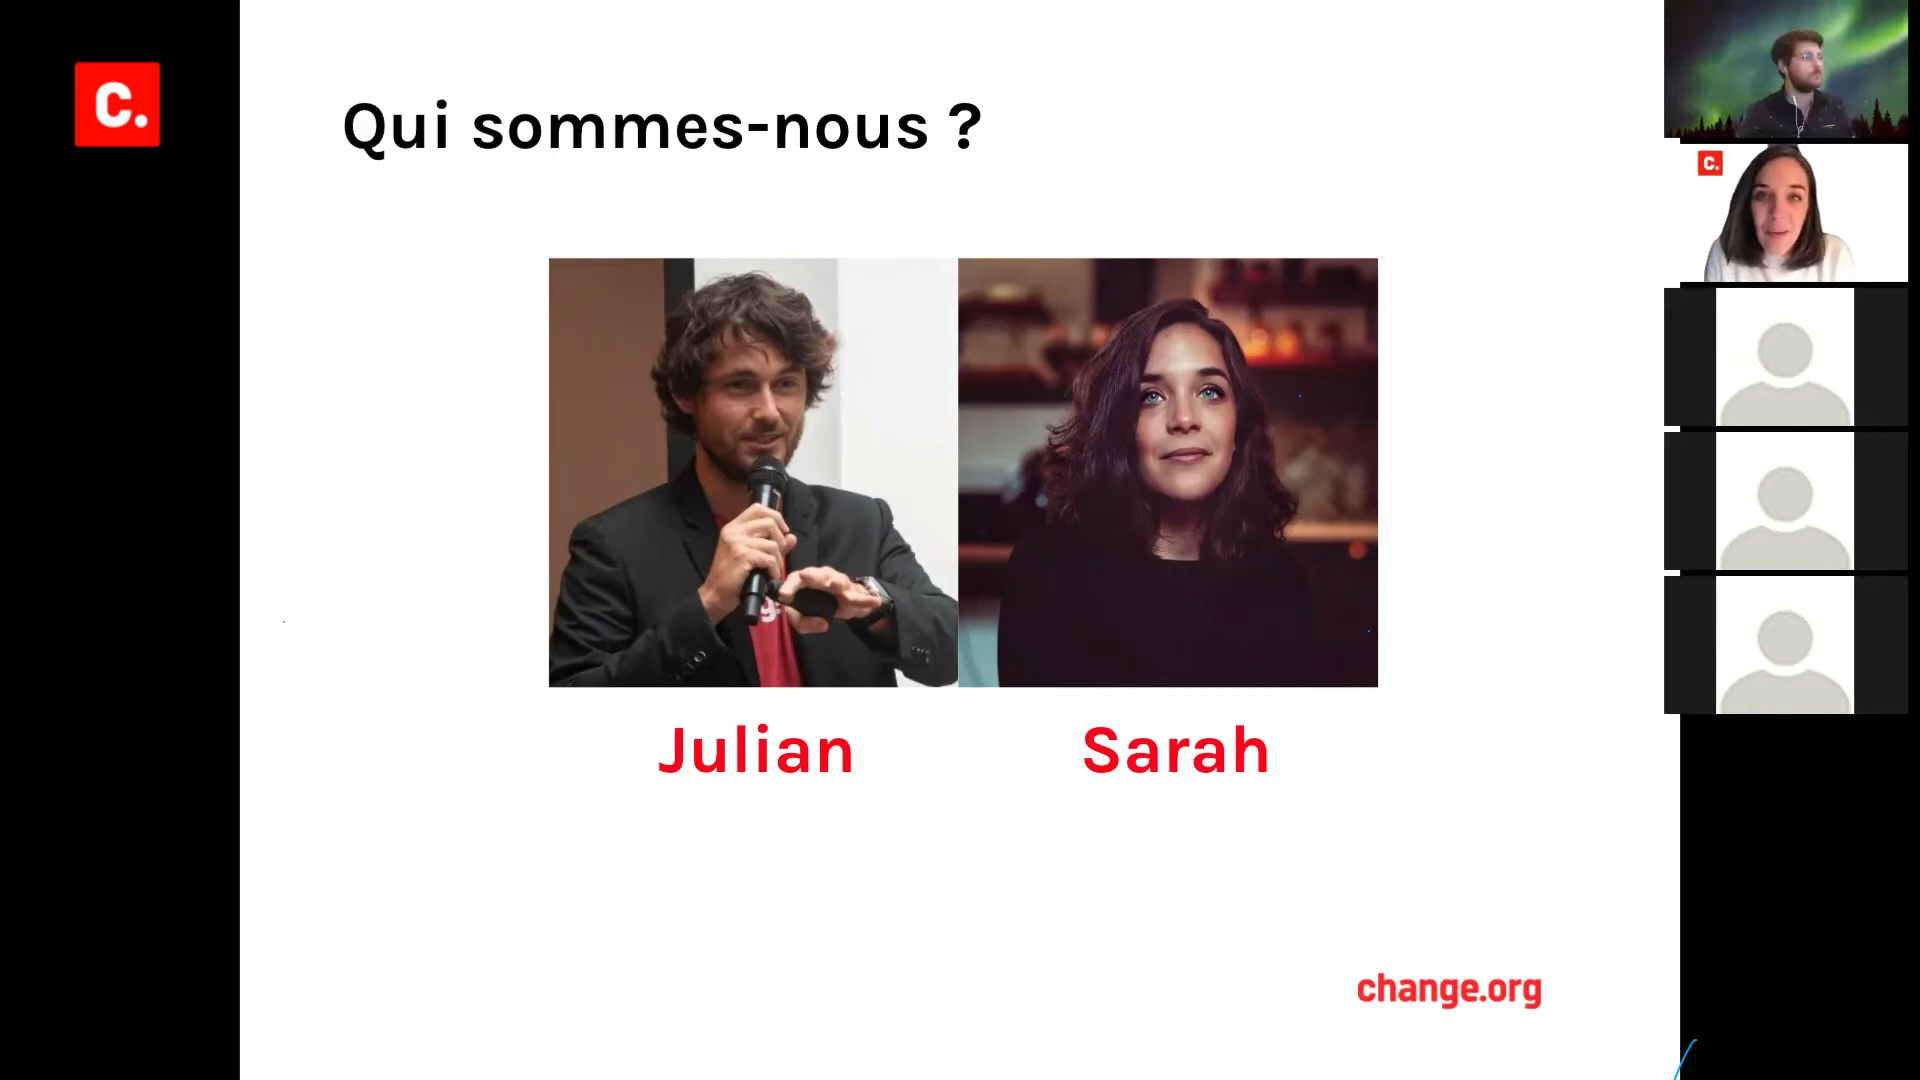 C.
Qui sommes-nous ?
C.
Julian
Sarah
change.org